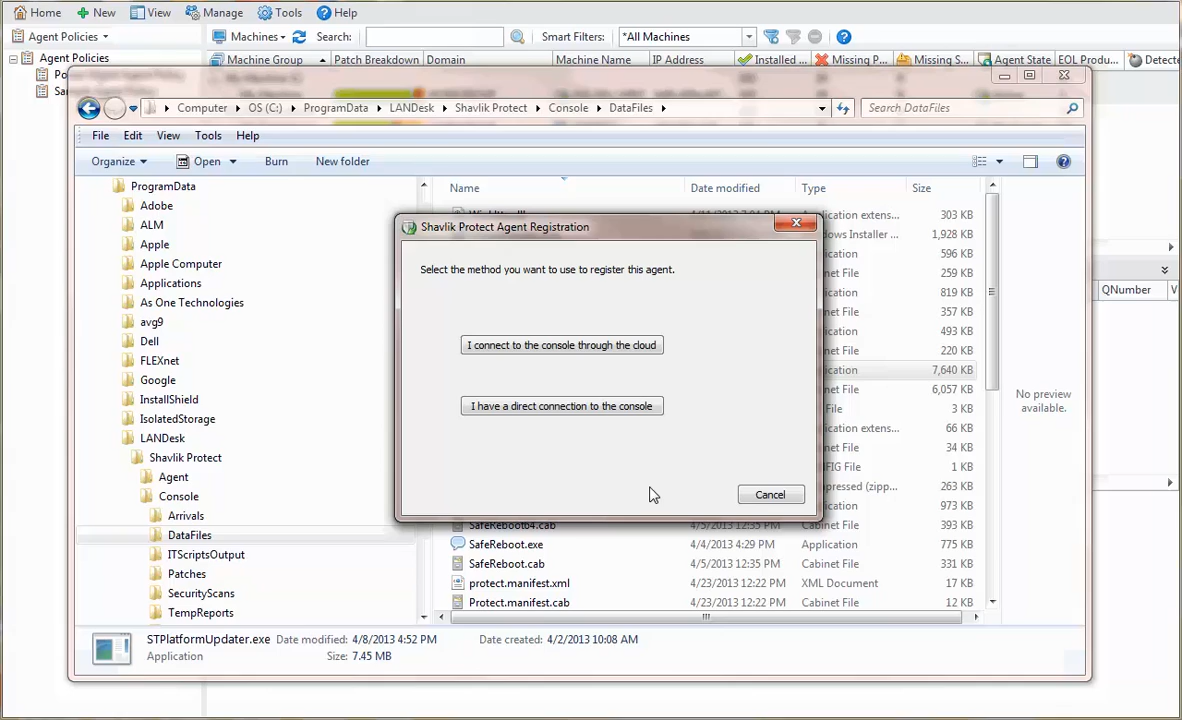 Home New View Manage Tools Help
Agent Policies Machines Search: Smart Filters: *All Machines
Agent Policies Machine Group Patch Breakdown Domain Machine Name IP Address Installed ... Missing P... Missing S... Agent State EOL Produ... Detecte
Computer OS (C:) ProgramData LANDesk Shavlik Protect Console DataFiles Search DataFiles
File Edit View Tools Help
Organize Open Burn New folder
Name Date modified Type Size
ProgramData
Adobe
ALM
Apple
Apple Computer
Applications
As One Technologies
avg9
Dell
FLEXnet
Google
InstallShield
IsolatedStorage
LANDesk
Shavlik Protect
Agent
Console
Arrivals
DataFiles
ITScriptsOutput
Patches
SecurityScans
TempReports
Shavlik Protect Agent Registration
Select the method you want to use to register this agent.
I connect to the console through the cloud
I have a direct connection to the console
Cancel
303 KB
1,928 KB
596 KB
259 KB
819 KB
357 KB
493 KB
220 KB
7,640 KB
6,057 KB
3 KB
66 KB
34 KB
1 KB
263 KB
973 KB
SafeReboot64.cab 4/5/2013 12:35 PM Cabinet File 225 KB
SafeReboot.exe 4/4/2013 4:29 PM Application 775 KB
SafeReboot.cab 4/5/2013 12:35 PM Cabinet File 331 KB
protect.manifest.xml 4/23/2013 12:22 PM XML Document 17 KB
Protect.manifest.cab 4/23/2013 12:22 PM Cabinet File 12 KB
No preview
available.
QNumber
STPlatformUpdater.exe Date modified: 4/8/2013 4:52 PM Date created: 4/2/2013 10:08 AM
Application Size: 7.45 MB